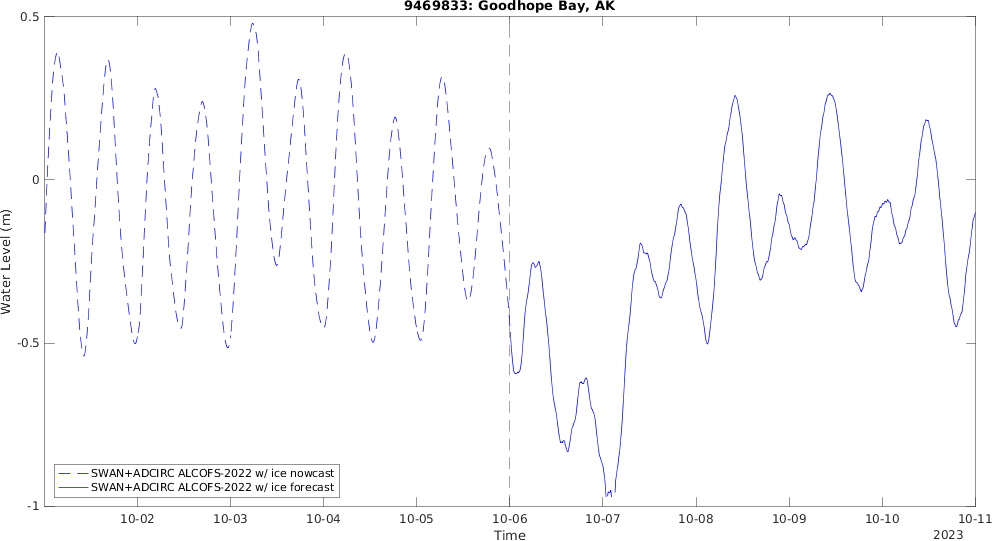 9469833: Goodhope Bay, AK
Water Level (m)
0.5
0
-0.5
-1
SWAN+ADCIRC ALCOFS-2022 w/ ice nowcast
SWAN+ADCIRC ALCOFS-2022 w/ ice forecast
10-02 10-03 10-04 10-05 10-06 10-07 10-08 10-09 10-10 10-11
Time
2023